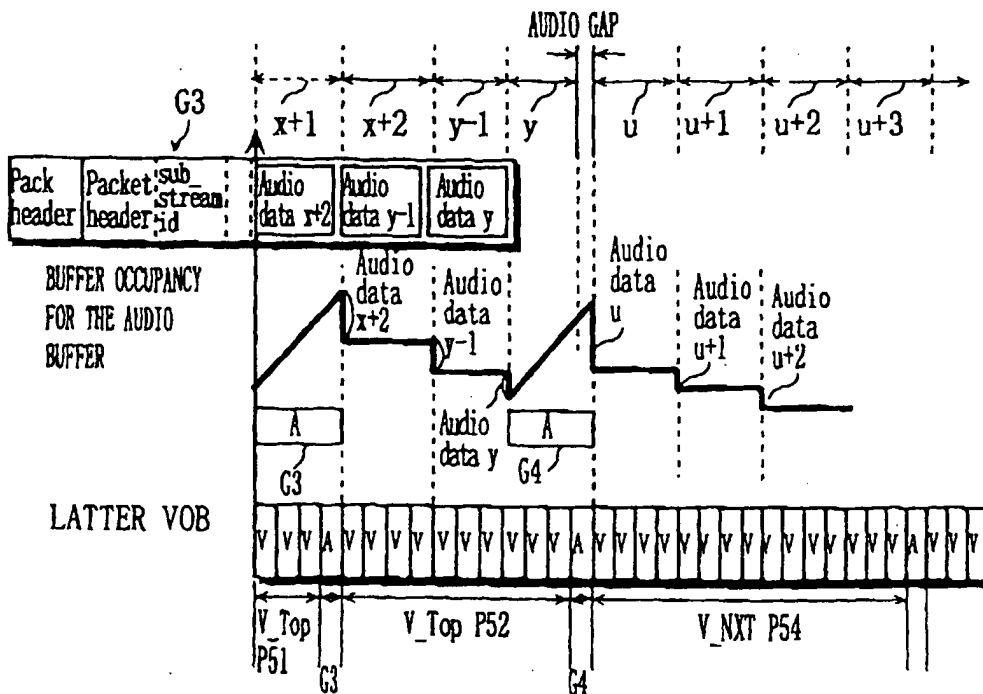 AUDIO GAP
x+1 x+2 y-1 y u u+1 u+2 u+3
G3
Pack header
Packet header
sub_stream id
Audio data x+2
Audio data y-1
Audio data y
BUFFER OCCUPANCY
FOR THE AUDIO
BUFFER
Audio data x+2
Audio data y-1
Audio data y
Audio data u
Audio data u+1
Audio data u+2
A
G3
A
G4
LATTER VOB
V V V A V V V V V V V V V V A V V V V V V V V V V V V V V A V V V
V_Top P51
V_Top P52
V_NXT P54
G3
G4